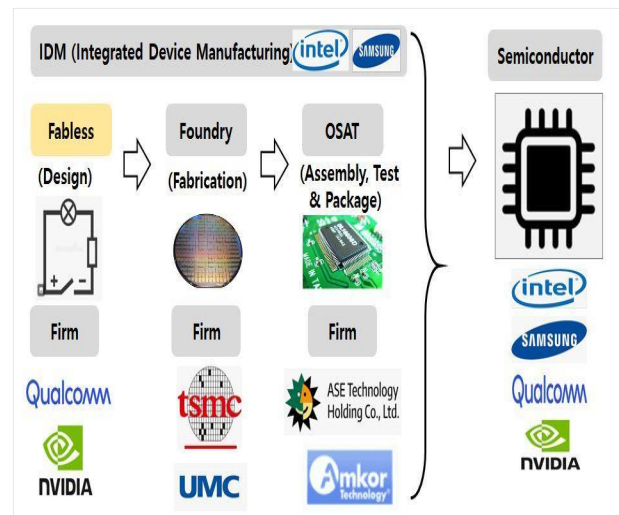 IDM (Integrated Device Manufacturing)
intel
SAMSUNG
Semiconductor
Fabless
Foundry
OSAT
(Design)
(Fabrication)
(Assembly, Test
& Package)
Firm
Firm
Firm
Qualcomm
tsmc
ASE Technology
Holding Co., Ltd.
NVIDIA
UMC
Amkor
Technology®
intel
SAMSUNG
Qualcomm
NVIDIA